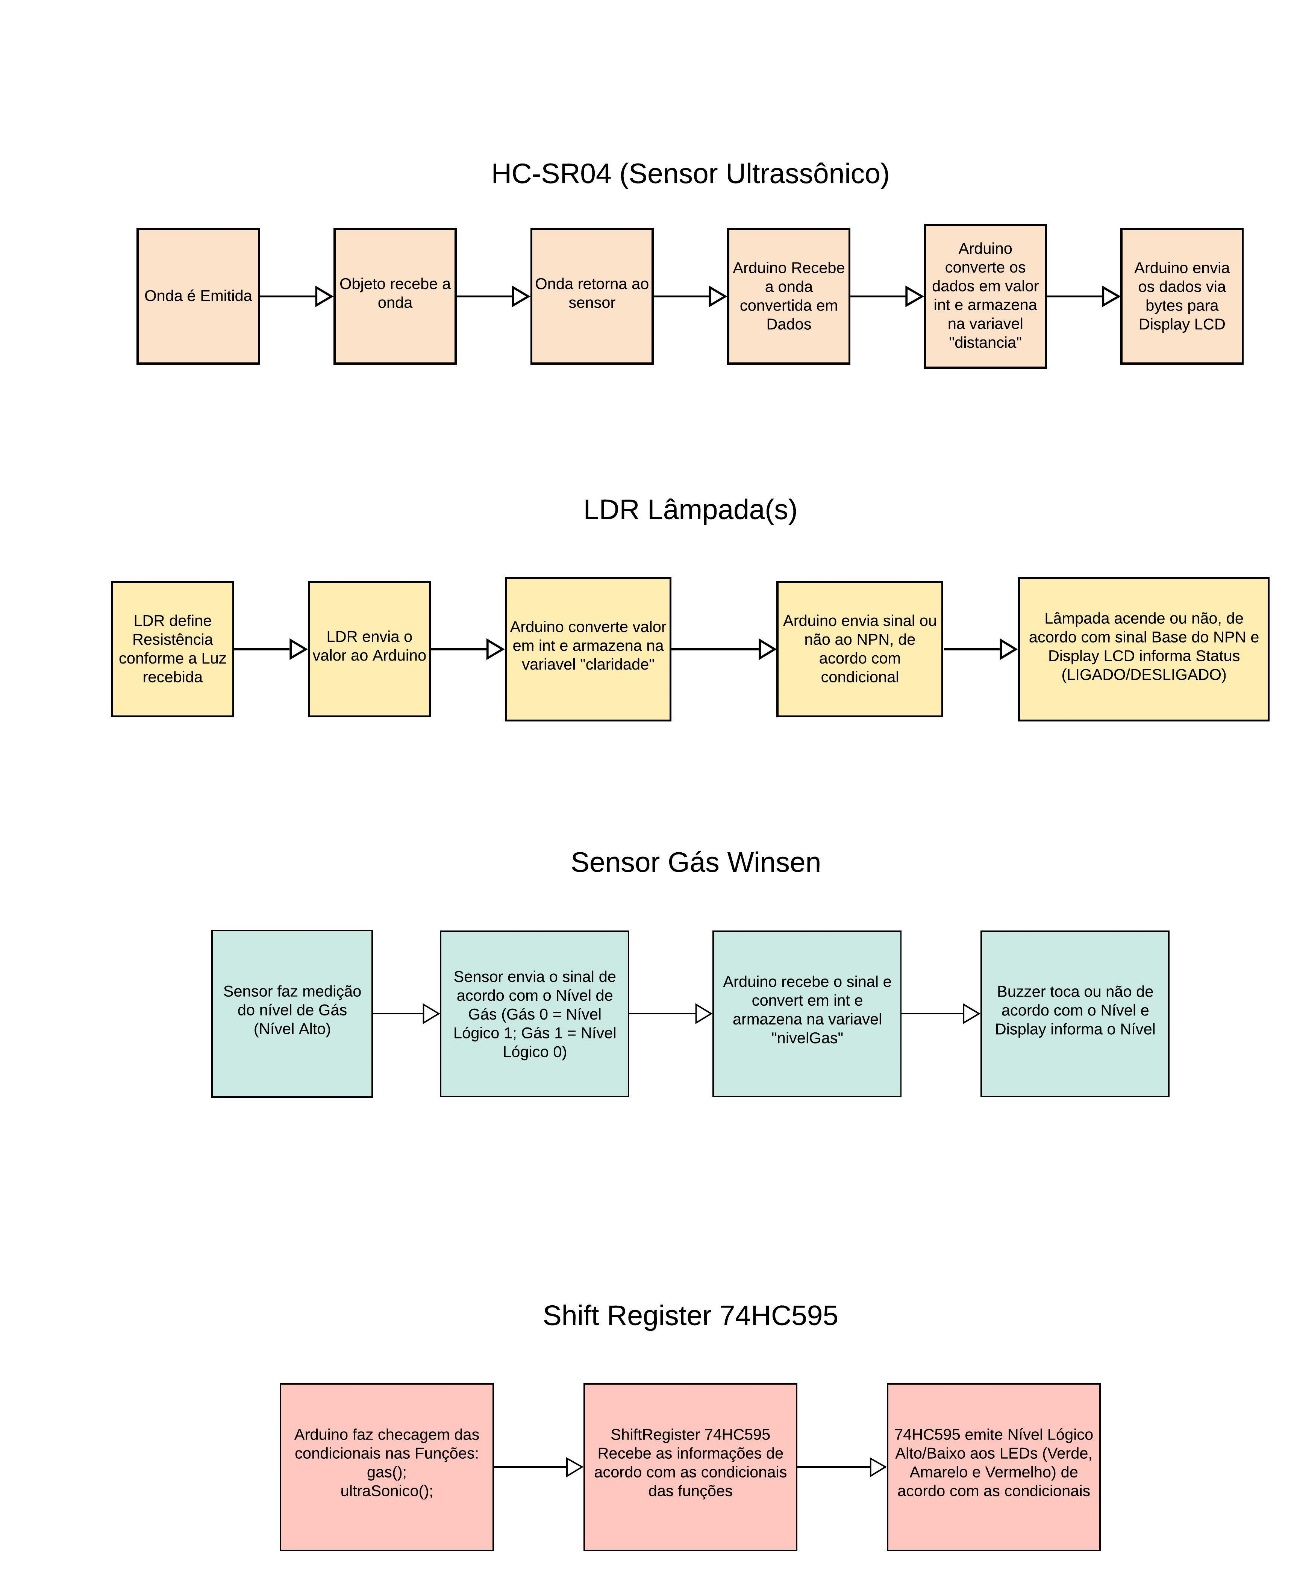 HC-SR04 (Sensor Ultrassônico)
Onda é Emitida
Objeto recebe a
onda
Onda retorna ao
sensor
Arduino Recebe
a onda
convertida em
Dados
Arduino
converte os
dados em valor
int e armazena
na variavel
"distancia"
Arduino envia
os dados via
bytes para
Display LCD
LDR Lâmpada(s)
LDR define
Resistência
conforme a Luz
recebida
LDR envia o
valor ao Arduino
Arduino converte valor
em int e armazena na
variavel "claridade"
Arduino envia sinal ou
não ao NPN, de
acordo com
condicional
Lâmpada acende ou não, de
acordo com sinal Base do NPN e
Display LCD informa Status
(LIGADO/DESLIGADO)
Sensor Gás Winsen
Sensor faz medição
do nível de Gás
(Nível Alto)
Sensor envia o sinal de
acordo com o Nível de
Gás (Gás 0 = Nível
Lógico 1; Gás 1 = Nível
Lógico 0)
Arduino recebe o sinal e
convert em int e
armazena na variavel
"nivelGas"
Buzzer toca ou não de
acordo com o Nível e
Display informa o Nível
Shift Register 74HC595
Arduino faz checagem das
condicionais nas Funções:
gas();
ultraSonico();
ShiftRegister 74HC595
Recebe as informações de
acordo com as condicionais
das funções
74HC595 emite Nível Lógico
Alto/Baixo aos LEDs (Verde,
Amarelo e Vermelho) de
acordo com as condicionais